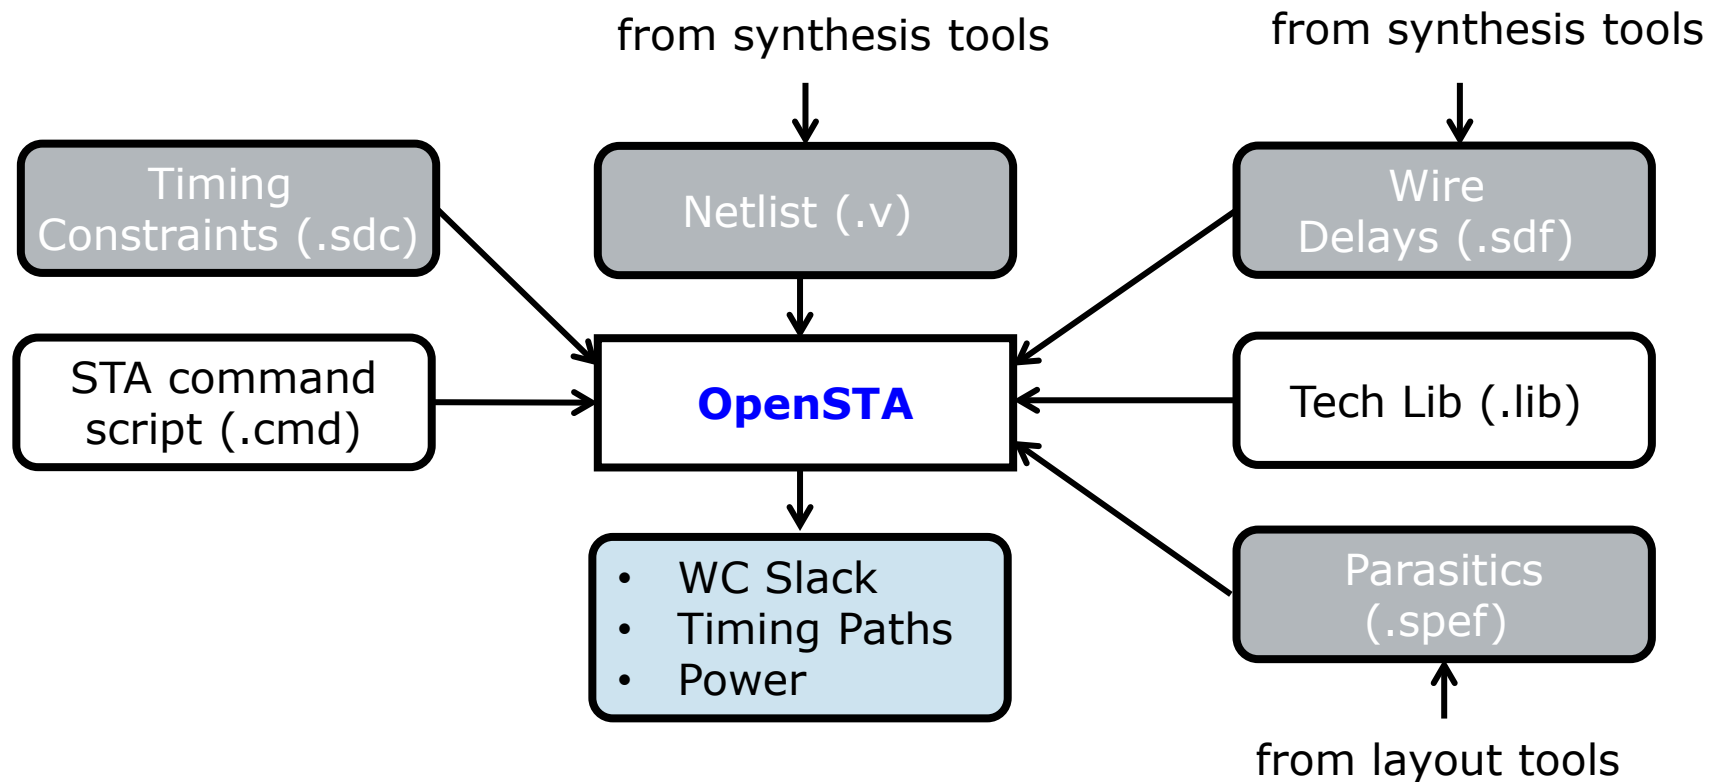 from synthesis tools
from synthesis tools
Timing
Constraints (.sdc)
Netlist (.v)
Wire
Delays (.sdf)
STA command
script (.cmd)
OpenSTA
Tech Lib (.lib)
• WC Slack
• Timing Paths
• Power
Parasitics
(.spef)
from layout tools